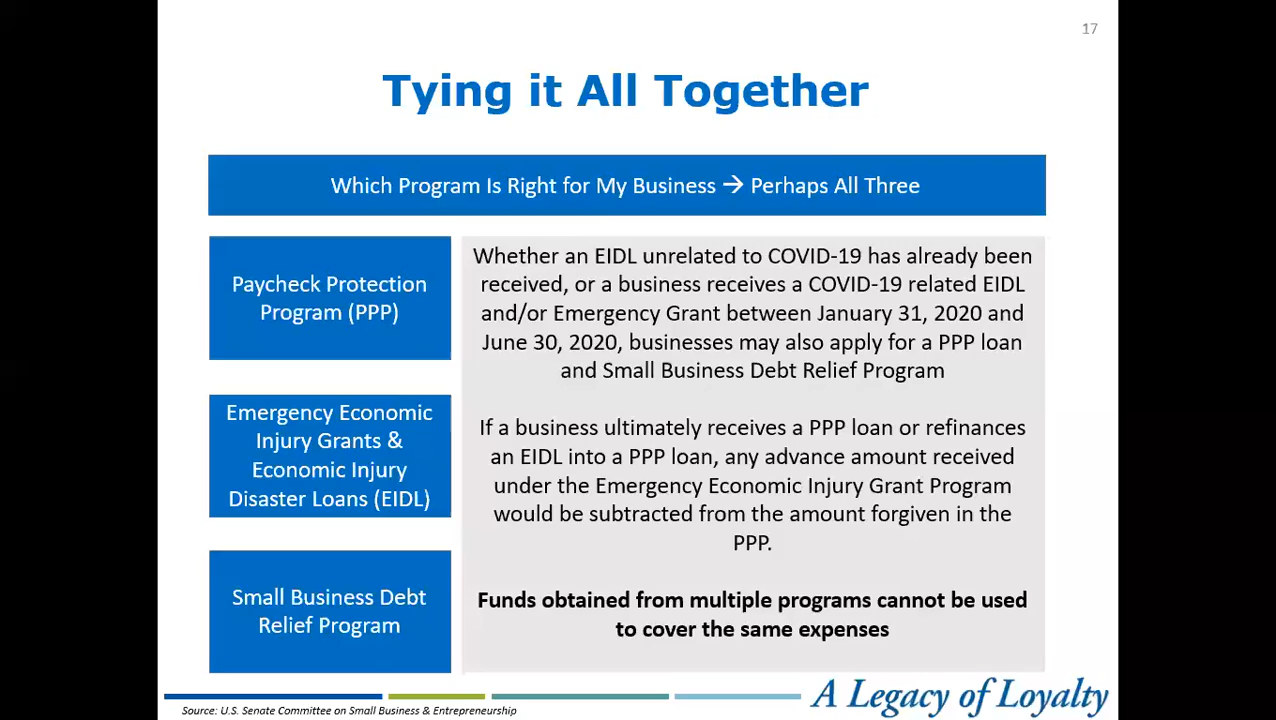 17
Tying it All Together
Which Program Is Right for My Business → Perhaps All Three
Paycheck Protection
Program (PPP)
Emergency Economic
Injury Grants &
Economic Injury
Disaster Loans (EIDL)
Small Business Debt
Relief Program
Whether an EIDL unrelated to COVID-19 has already been
received, or a business receives a COVID-19 related EIDL
and/or Emergency Grant between January 31, 2020 and
June 30, 2020, businesses may also apply for a PPP loan
and Small Business Debt Relief Program
If a business ultimately receives a PPP loan or refinances
an EIDL into a PPP loan, any advance amount received
under the Emergency Economic Injury Grant Program
would be subtracted from the amount forgiven in the
PPP.
Funds obtained from multiple programs cannot be used
to cover the same expenses
A Legacy of Loyalty
Source: U.S. Senate Committee on Small Business & Entrepreneurship